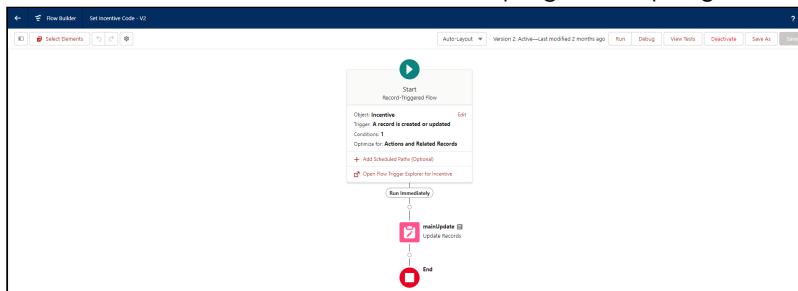 Flow Builder Set Incentive Code - V2 ?
Select Elements Auto-Layout Version 2: Active—Last modified 2 months ago Run Debug View Tests Deactivate Save As Save
Start
Record-Triggered Flow
Object: Incentive Edit
Trigger: A record is created or updated
Conditions: 1
Optimize for: Actions and Related Records
+ Add Scheduled Paths (Optional)
Open Flow Trigger Explorer for Incentive
Run Immediately
mainUpdate
Update Records
End